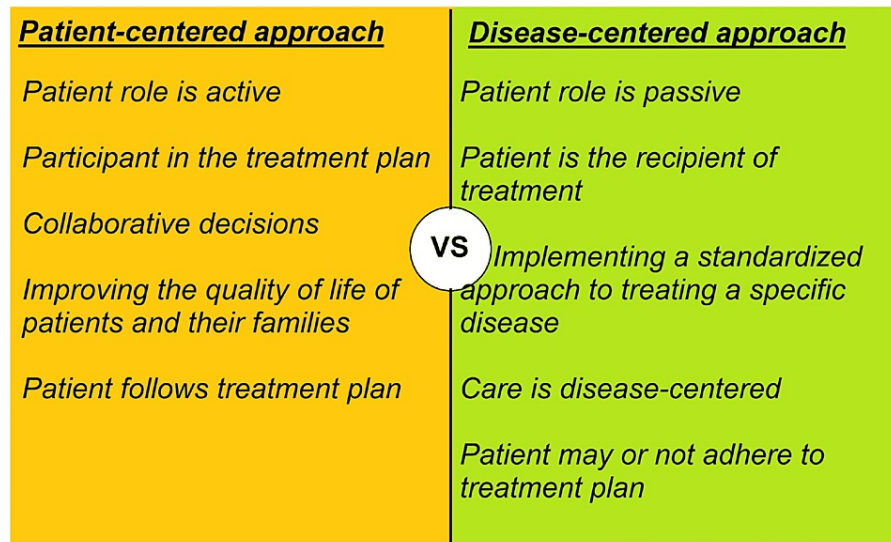 Patient-centered approach
Patient role is active
Participant in the treatment plan
Collaborative decisions
Improving the quality of life of
patients and their families
Patient follows treatment plan
VS
Disease-centered approach
Patient role is passive
Patient is the recipient of
treatment
Implementing a standardized
approach to treating a specific
disease
Care is disease-centered
Patient may or not adhere to
treatment plan